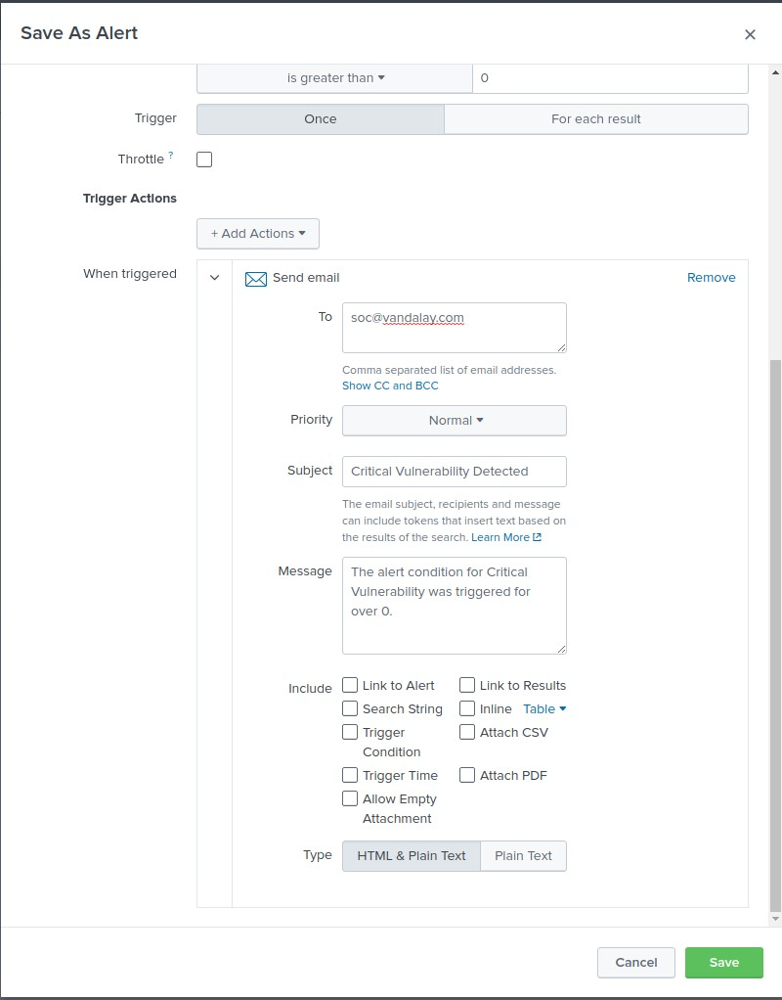 Save As Alert
×
is greater than
0
Trigger
Once
For each result
Throttle ?
Trigger Actions
+ Add Actions
When triggered
Send email
Remove
To
soc@vandalay.com
Comma separated list of email addresses.
Show CC and BCC
Priority
Normal
Subject
Critical Vulnerability Detected
The email subject, recipients and message
can include tokens that insert text based on
the results of the search. Learn More
Message
The alert condition for Critical
Vulnerability was triggered for
over 0.
Include
Link to Alert
Link to Results
Search String
Inline Table
Trigger
Condition
Attach CSV
Trigger Time
Attach PDF
Allow Empty
Attachment
Type
HTML & Plain Text
Plain Text
Cancel
Save